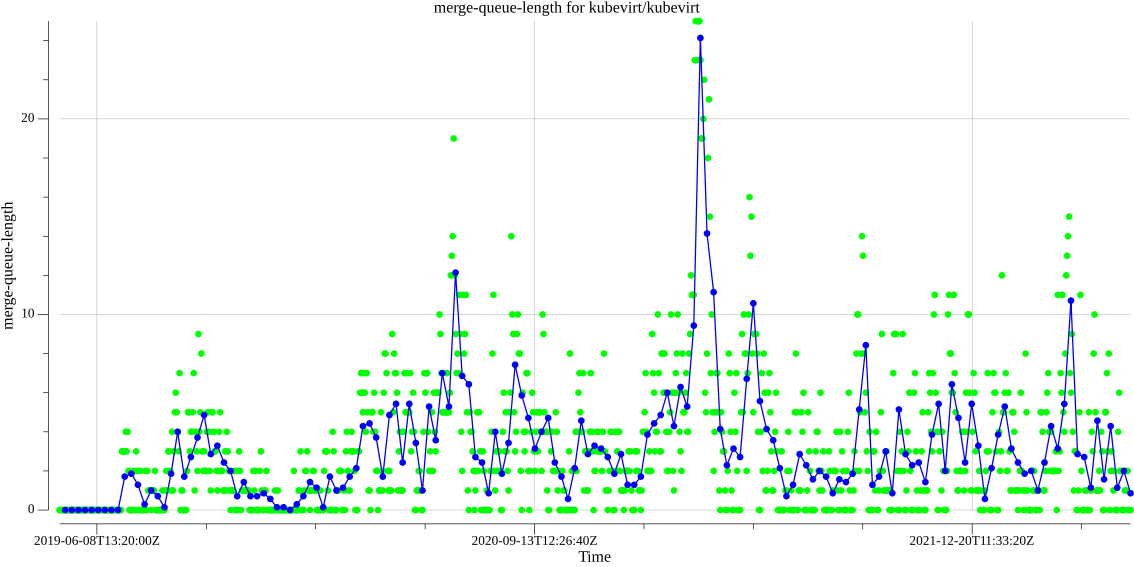 merge-queue-length for kubevirt/kubevirt
merge-queue-length
20
10
0
2019-06-08T13:20:00Z
2020-09-13T12:26:40Z
2021-12-20T11:33:20Z
Time